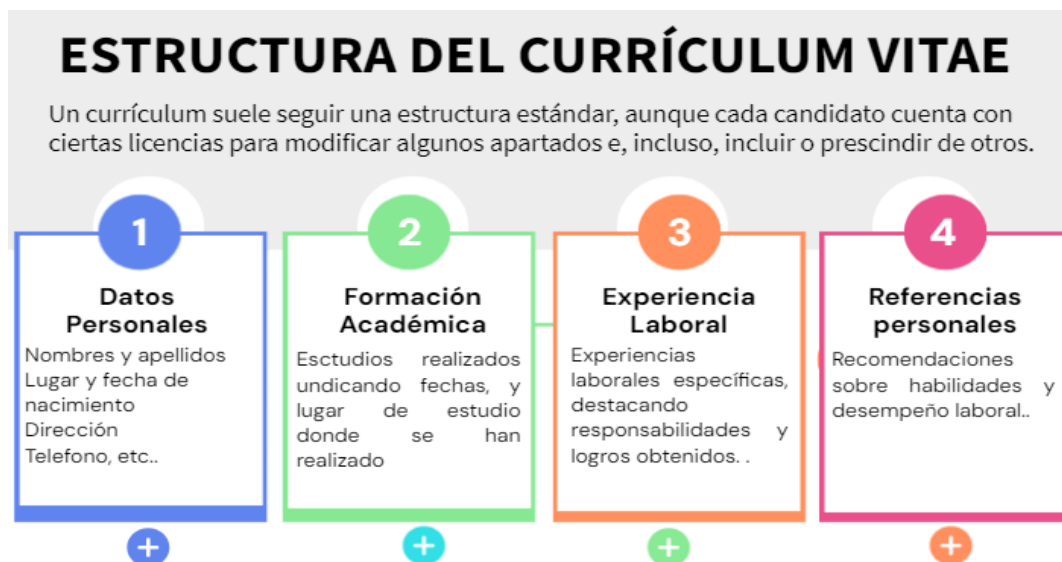 ESTRUCTURA DEL CURRÍCULUM VITAE
Un currículum suele seguir una estructura estándar, aunque cada candidato cuenta con
ciertas licencias para modificar algunos apartados e, incluso, incluir o prescindir de otros.
1
Datos
Personales
Nombres y apellidos
Lugar y fecha de
nacimiento
Dirección
Telefono, etc..
2
Formación
Académica
Esctudios realizados
undicando fechas, y
lugar de estudio
donde se han
realizado
3
Experiencia
Laboral
Experiencias
laborales específicas,
destacando
responsabilidades y
logros obtenidos. .
4
Referencias
personales
Recomendaciones
sobre habilidades y
desempeño laboral..
+
+
+
+